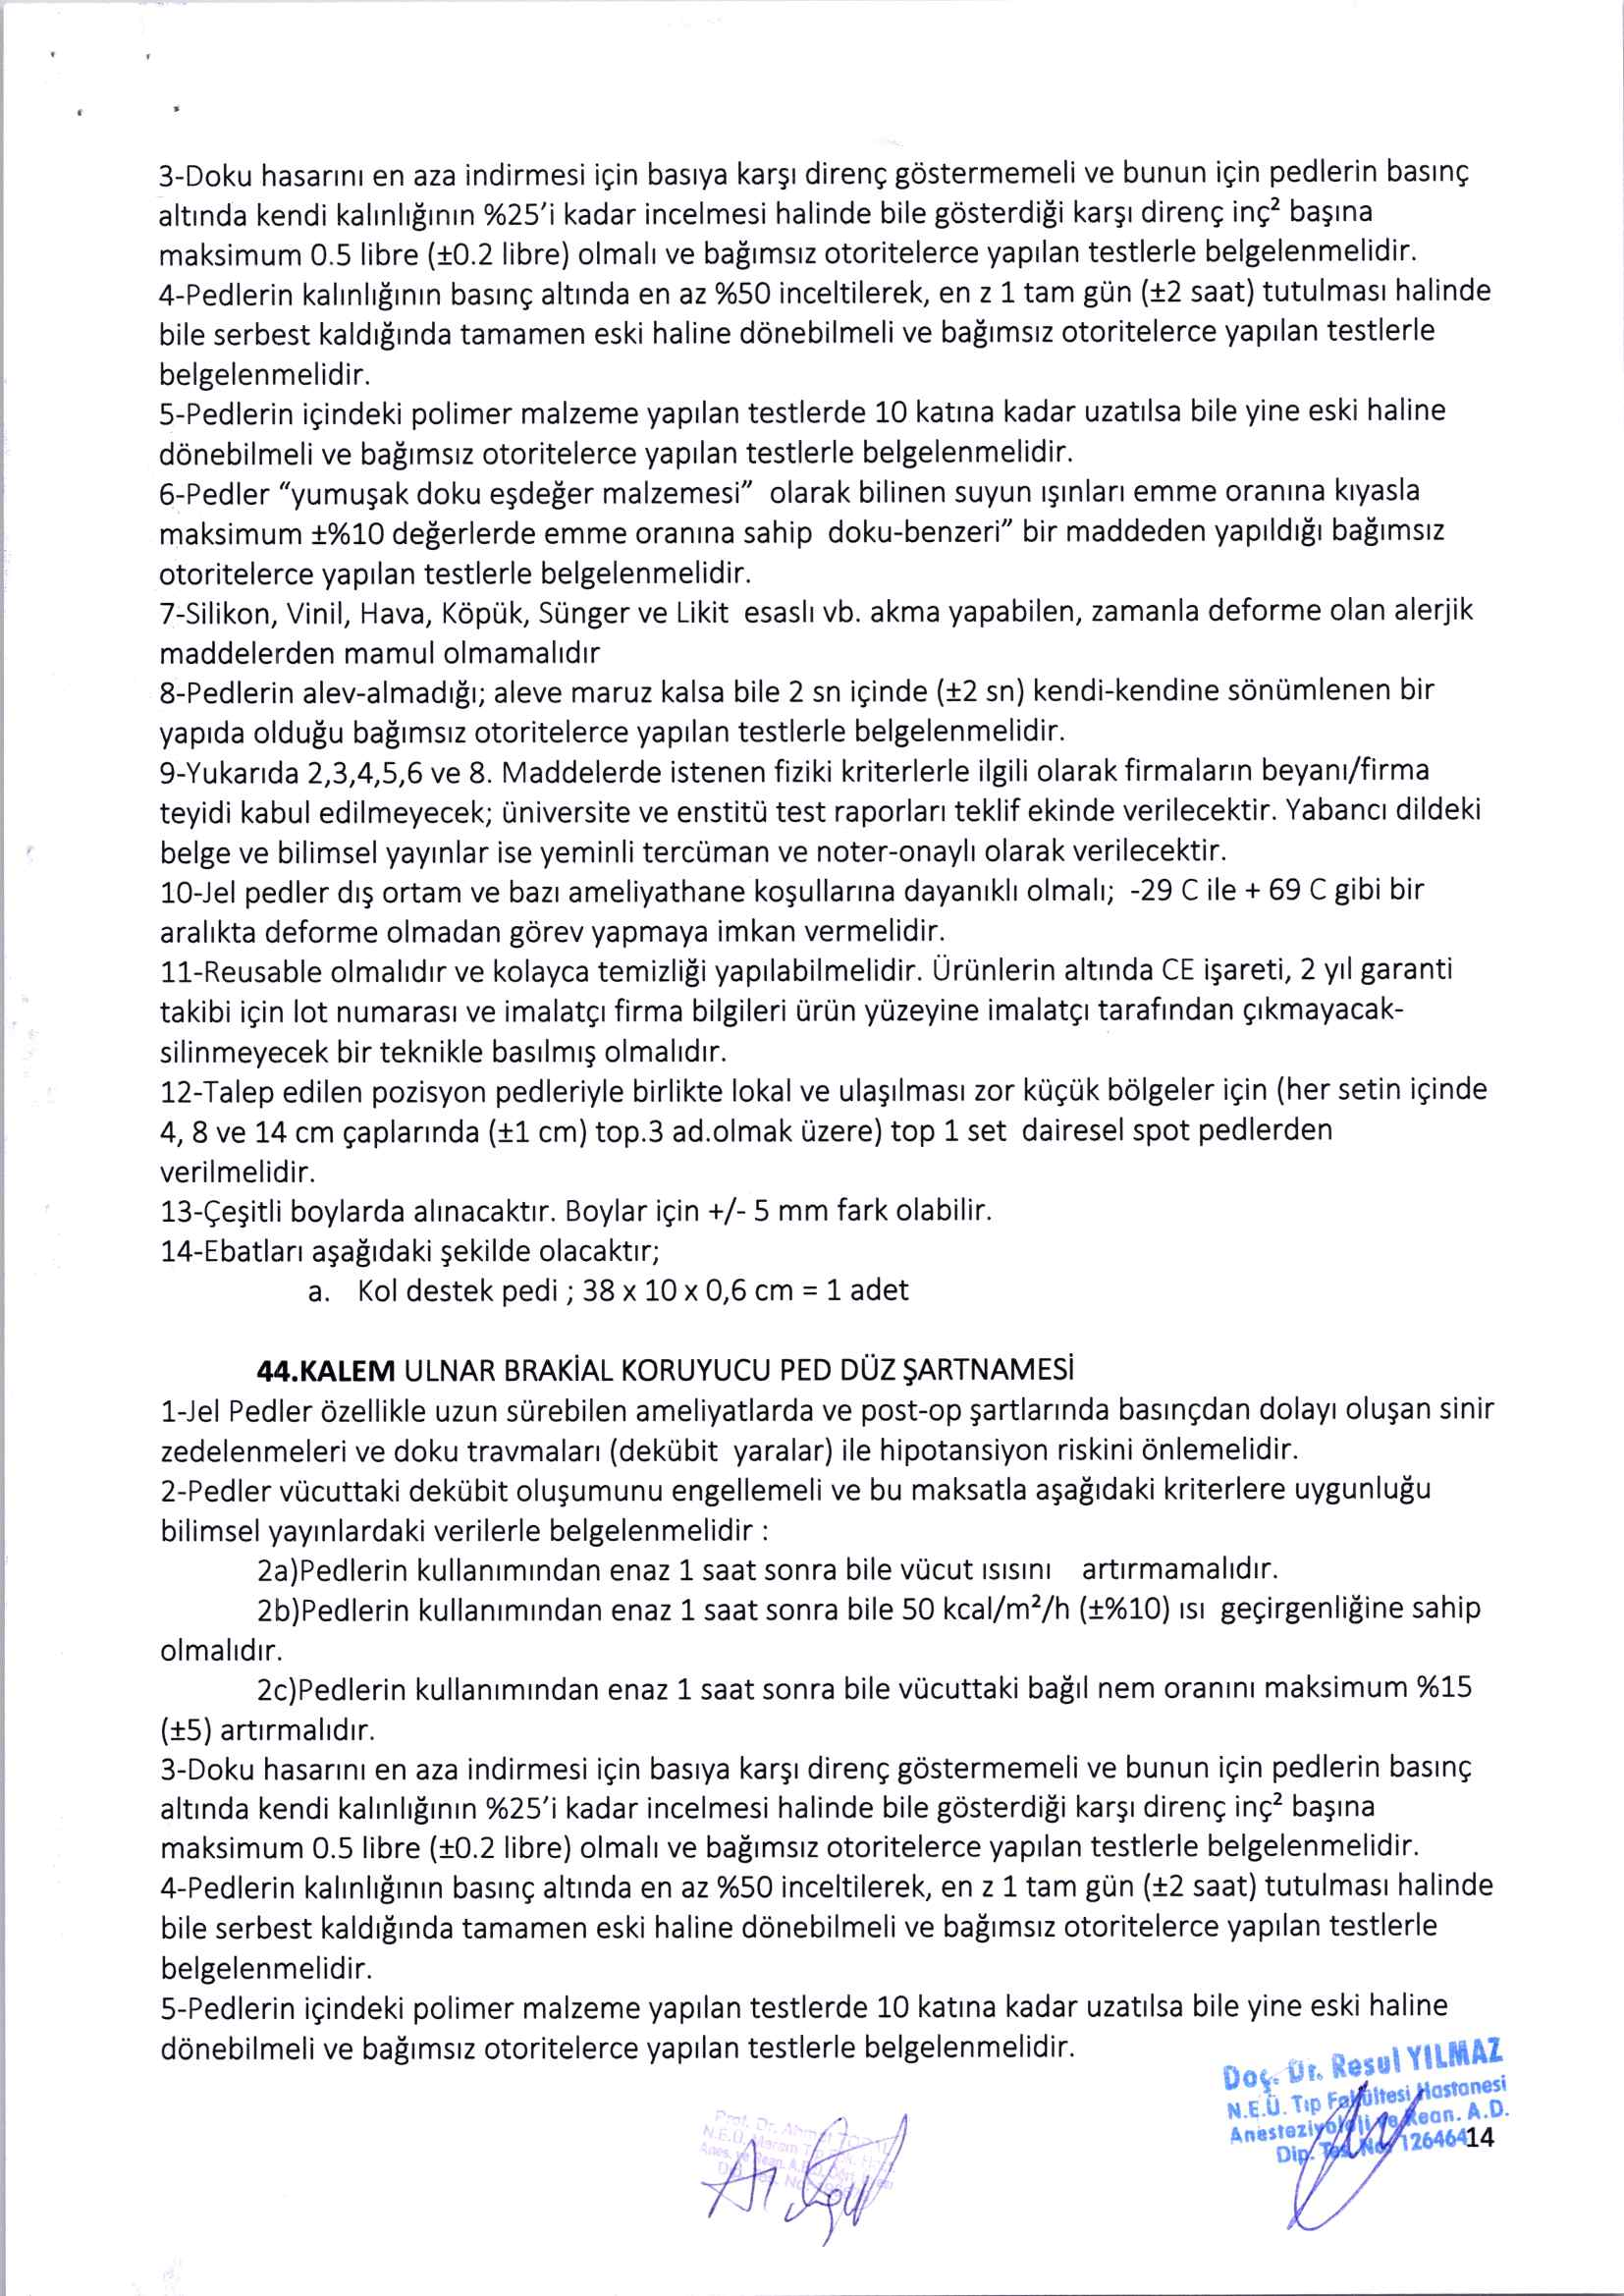 3-Doku hasarını en aza indirmesi için basıya karşı direnç göstermemeli ve bunun için pedlerin basınç
altında kendi kalınlığının %25’i kadar incelmesi halinde bile gösterdiği karşı direnç inç² başına
maksimum 0.5 libre (±0.2 libre) olmalı ve bağımsız otoritelerce yapılan testlerle belgelenmelidir.
4-Pedlerin kalınlığının basınç altında en az %50 inceltilerek, en z 1 tam gün (±2 saat) tutulması halinde
bile serbest kaldığında tamamen eski haline dönebilmeli ve bağımsız otoritelerce yapılan testlerle
belgelenmelidir.
5-Pedlerin içindeki polimer malzeme yapılan testlerde 10 katına kadar uzatılsa bile yine eski haline
dönebilmeli ve bağımsız otoritelerce yapılan testlerle belgelenmelidir.
6-Pedler “yumuşak doku eşdeğer malzemesi”  olarak bilinen suyun ışınları emme oranına kıyasla
maksimum ±%10 değerlerde emme oranına sahip  doku-benzeri” bir maddeden yapıldığı bağımsız
otoritelerce yapılan testlerle belgelenmelidir.
7-Silikon, Vinil, Hava, Köpük, Sünger ve Likit  esaslı vb. akma yapabilen, zamanla deforme olan alerjik
maddelerden mamul olmamalıdır
8-Pedlerin alev-almadığı; aleve maruz kalsa bile 2 sn içinde (±2 sn) kendi-kendine sönümlenen bir
yapıda olduğu bağımsız otoritelerce yapılan testlerle belgelenmelidir.
9-Yukarıda 2,3,4,5,6 ve 8. Maddelerde istenen fiziki kriterlerle ilgili olarak firmaların beyanı/firma
teyidi kabul edilmeyecek; üniversite ve enstitü test raporları teklif ekinde verilecektir. Yabancı dildeki
belge ve bilimsel yayınlar ise yeminli tercüman ve noter-onaylı olarak verilecektir.
10-Jel pedler dış ortam ve bazı ameliyathane koşullarına dayanıklı olmalı;  -29 C ile + 69 C gibi bir
aralıkta deforme olmadan görev yapmaya imkan vermelidir.
11-Reusable olmalıdır ve kolayca temizliği yapılabilmelidir. Ürünlerin altında CE işareti, 2 yıl garanti
takibi için lot numarası ve imalatçı firma bilgileri ürün yüzeyine imalatçı tarafından çıkmayacak-
silinmeyecek bir teknikle basılmış olmalıdır.
12-Talep edilen pozisyon pedleriyle birlikte lokal ve ulaşılması zor küçük bölgeler için (her setin içinde
4, 8 ve 14 cm çaplarında (±1 cm) top.3 ad.olmak üzere) top 1 set  dairesel spot pedlerden
verilmelidir.
13-Çeşitli boylarda alınacaktır. Boylar için +/- 5 mm fark olabilir.
14-Ebatları aşağıdaki şekilde olacaktır;
a. Kol destek pedi ; 38 x 10 x 0,6 cm = 1 adet
44.KALEM ULNAR BRAKİAL KORUYUCU PED DÜZ ŞARTNAMESİ
1-Jel Pedler özellikle uzun sürebilen ameliyatlarda ve post-op şartlarında basınçdan dolayı oluşan sinir
zedelenmeleri ve doku travmaları (dekübit  yaralar) ile hipotansiyon riskini önlemelidir.
2-Pedler vücuttaki dekübit oluşumunu engellemeli ve bu maksatla aşağıdaki kriterlere uygunluğu
bilimsel yayınlardaki verilerle belgelenmelidir :
2a)Pedlerin kullanımından enaz 1 saat sonra bile vücut ısısını   artırmamalıdır.
2b)Pedlerin kullanımından enaz 1 saat sonra bile 50 kcal/m²/h (±%10) ısı  geçirgenliğine sahip
olmalıdır.
2c)Pedlerin kullanımından enaz 1 saat sonra bile vücuttaki bağıl nem oranını maksimum %15
(±5) artırmalıdır.
3-Doku hasarını en aza indirmesi için basıya karşı direnç göstermemeli ve bunun için pedlerin basınç
altında kendi kalınlığının %25’i kadar incelmesi halinde bile gösterdiği karşı direnç inç² başına
maksimum 0.5 libre (±0.2 libre) olmalı ve bağımsız otoritelerce yapılan testlerle belgelenmelidir.
4-Pedlerin kalınlığının basınç altında en az %50 inceltilerek, en z 1 tam gün (±2 saat) tutulması halinde
bile serbest kaldığında tamamen eski haline dönebilmeli ve bağımsız otoritelerce yapılan testlerle
belgelenmelidir.
5-Pedlerin içindeki polimer malzeme yapılan testlerde 10 katına kadar uzatılsa bile yine eski haline
dönebilmeli ve bağımsız otoritelerce yapılan testlerle belgelenmelidir.
Doç. Dr. Resul YILMAZ
N.E.Ü. Tıp Fakültesi Hastanesi
Anesteziyoloji ve Rean. A.D.
Dip. Tes. No: 126464
14
Prof. Dr.
N.E.Ü. Meram Tıp